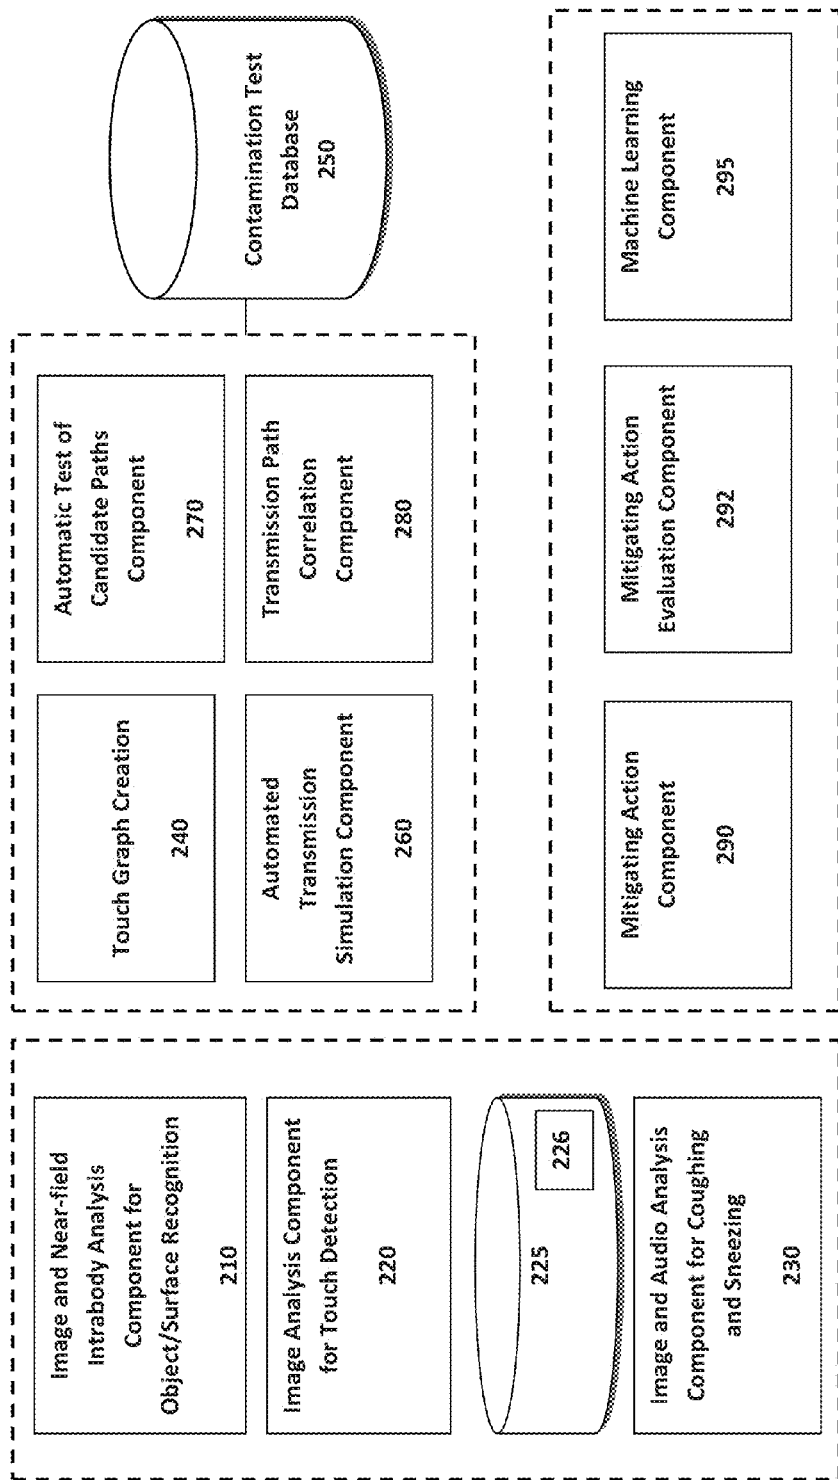 Image and Near-field
Intrabody Analysis
Component for
Object/Surface Recognition
210
Image Analysis Component
for Touch Detection
220
225
226
Image and Audio Analysis
Component for Coughing
and Sneezing
230
Touch Graph Creation
240
Automated
Transmission
Simulation Component
260
Automatic Test of
Candidate Paths
Component
270
Transmission Path
Correlation
Component
280
Contamination Test
Database
250
Mitigating Action
Component
290
Mitigating Action
Evaluation Component
292
Machine Learning
Component
295